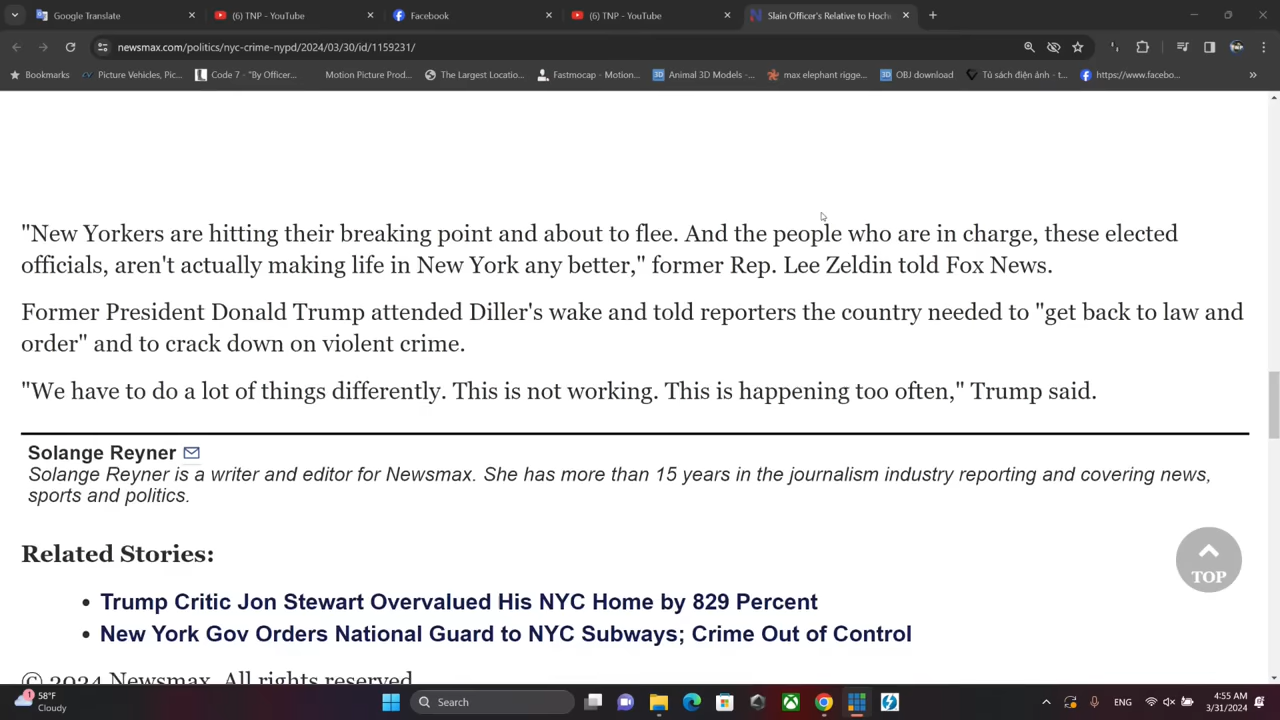 Google Translate
(6) TNP - YouTube
Facebook
(6) TNP - YouTube
Slain Officer's Relative to Hoch
newsmax.com/politics/nyc-crime-nypd/2024/03/30/id/1159231/
Bookmarks
Picture Vehicles, Pic...
Code 7 - "By Officer...
Motion Picture Prod...
The Largest Locatio...
Fastmocap - Motion...
Animal 3D Models -...
max elephant rigge...
OBJ download
Tủ sách điện ảnh - t...
https://www.facebo...
"New Yorkers are hitting their breaking point and about to flee. And the people who are in charge, these elected
officials, aren't actually making life in New York any better," former Rep. Lee Zeldin told Fox News.
Former President Donald Trump attended Diller's wake and told reporters the country needed to "get back to law and
order" and to crack down on violent crime.
"We have to do a lot of things differently. This is not working. This is happening too often," Trump said.
Solange Reyner
Solange Reyner is a writer and editor for Newsmax. She has more than 15 years in the journalism industry reporting and covering news,
sports and politics.
Related Stories:
TOP
• Trump Critic Jon Stewart Overvalued His NYC Home by 829 Percent
• New York Gov Orders National Guard to NYC Subways; Crime Out of Control
© 2024 Newsmax. All rights reserved.
58°F
Cloudy
Search
ENG
4:55 AM
3/31/2024